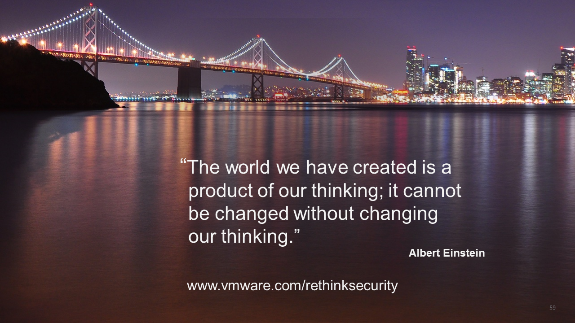 “The world we have created is a
product of our thinking; it cannot
be changed without changing
our thinking.”
Albert Einstein
www.vmware.com/rethinksecurity